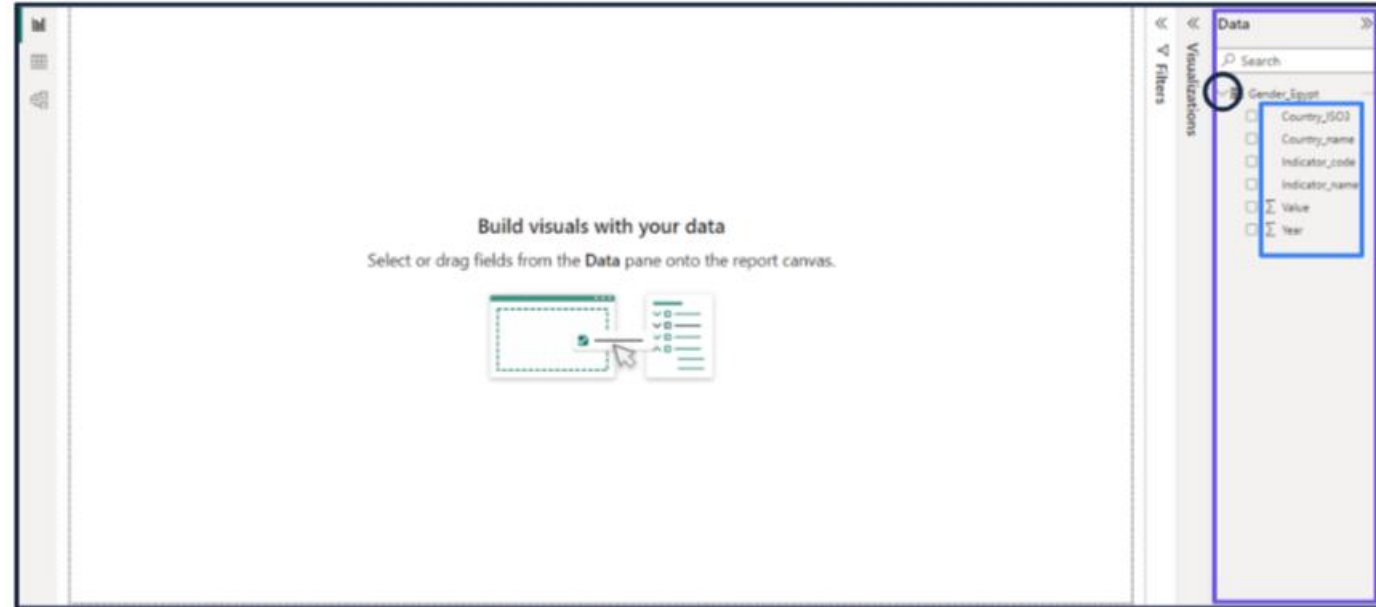 Build visuals with your data
Select or drag fields from the Data pane onto the report canvas.
Filters
Visualizations
Data
Search
Gender_Egypt
Country_ISO3
Country_name
Indicator_code
Indicator_name
Σ Value
Σ Year